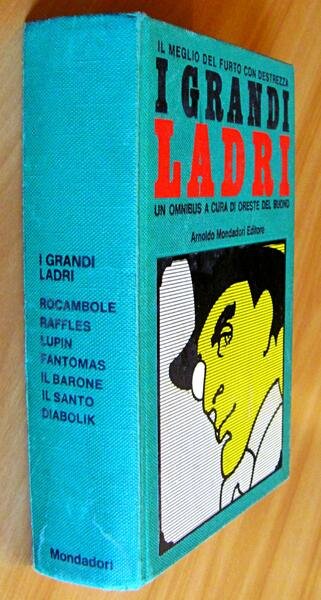 IL MEGLIO DEL FURTO CON DESTREZZA
I GRANDI
LADRI
UN OMNIBUS A CURA DI ORESTE DEL BUONO
Arnoldo Mondadori Editore
I GRANDI
LADRI
ROCAMBOLE
RAFFLES
LUPIN
FANTOMAS
IL BARONE
IL SANTO
DIABOLIK
Mondadori